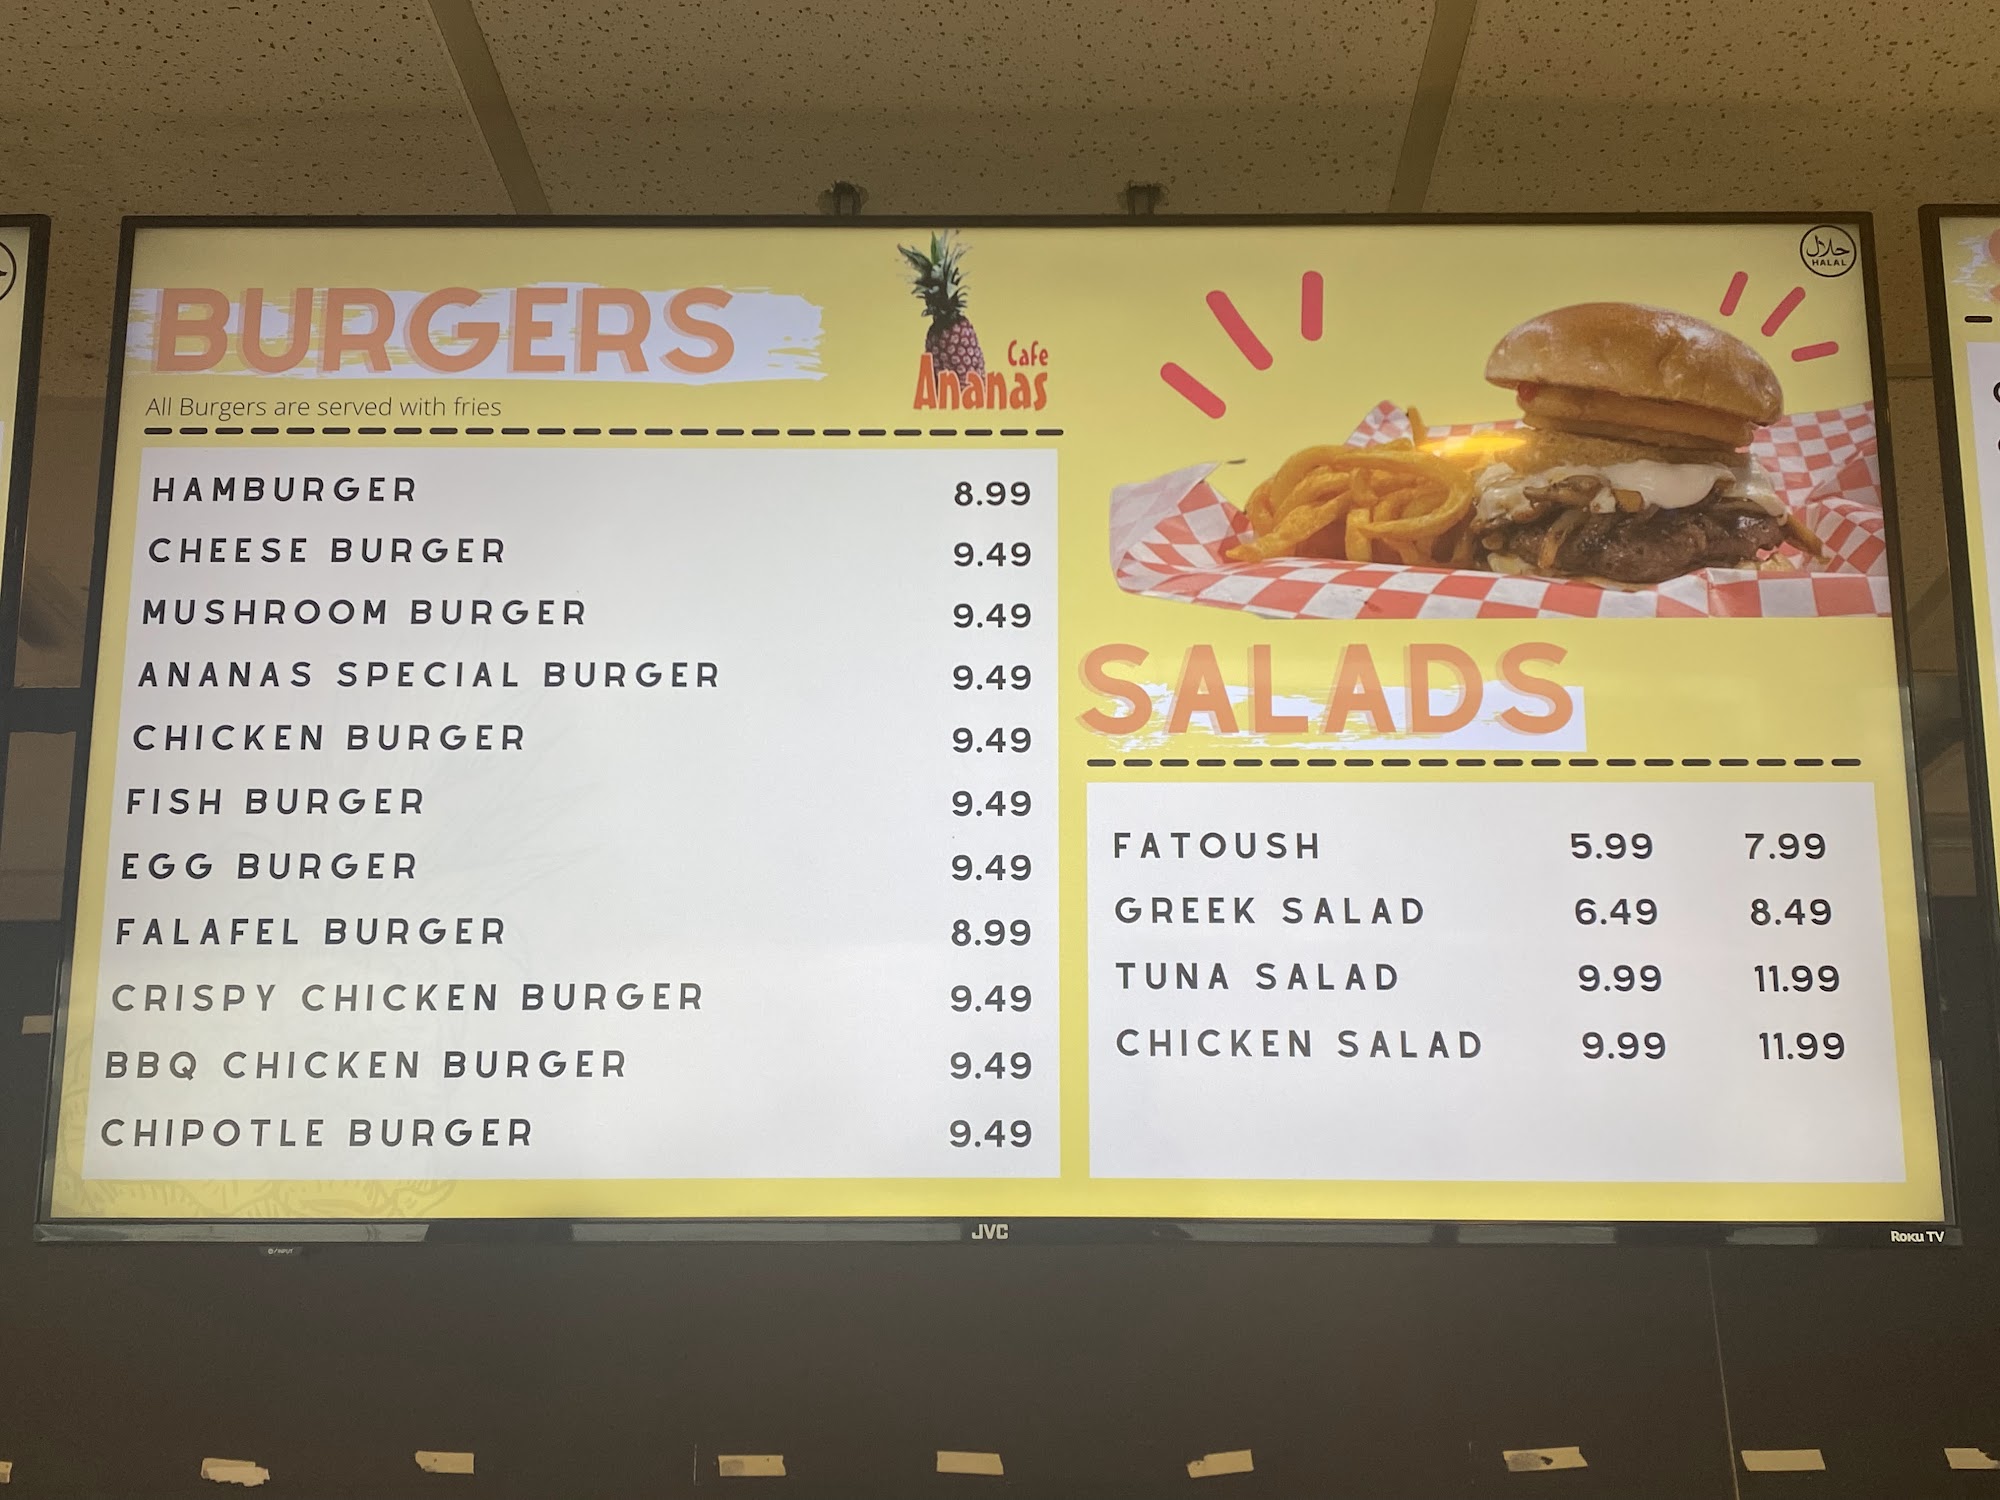 BURGERS
All Burgers are served with fries
Cafe
Ananas
حلال
HALAL
HAMBURGER 8.99
CHEESE BURGER 9.49
MUSHROOM BURGER 9.49
ANANAS SPECIAL BURGER 9.49
CHICKEN BURGER 9.49
FISH BURGER 9.49
EGG BURGER 9.49
FALAFEL BURGER 8.99
CRISPY CHICKEN BURGER 9.49
BBQ CHICKEN BURGER 9.49
CHIPOTLE BURGER 9.49
SALADS
FATOUSH 5.99 7.99
GREEK SALAD 6.49 8.49
TUNA SALAD 9.99 11.99
CHICKEN SALAD 9.99 11.99
JVC
Roku TV